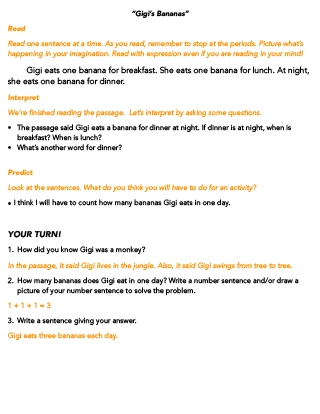 "Gigi's Bananas"
Read
Read one sentence at a time. As you read, remember to stop at the periods. Picture what's
happening in your imagination. Read with expression even if you are reading in your mind!
Gigi eats one banana for breakfast. She eats one banana for lunch. At night,
she eats one banana for dinner.
Interpret
We're finished reading the passage. Let's interpret by asking some questions.
• The passage said Gigi eats a banana for dinner at night. If dinner is at night, when is
breakfast? When is lunch?
• What's another word for dinner?
Predict
Look at the sentences. What do you think you will have to do for an activity?
• I think I will have to count how many bananas Gigi eats in one day.
YOUR TURN!
1. How did you know Gigi was a monkey?
In the passage, it said Gigi lives in the jungle. Also, it said Gigi swings from tree to tree.
2. How many bananas does Gigi eat in one day? Write a number sentence and/or draw a
picture of your number sentence to solve the problem.
1 + 1 + 1 = 3
3. Write a sentence giving your answer.
Gigi eats three bananas each day.